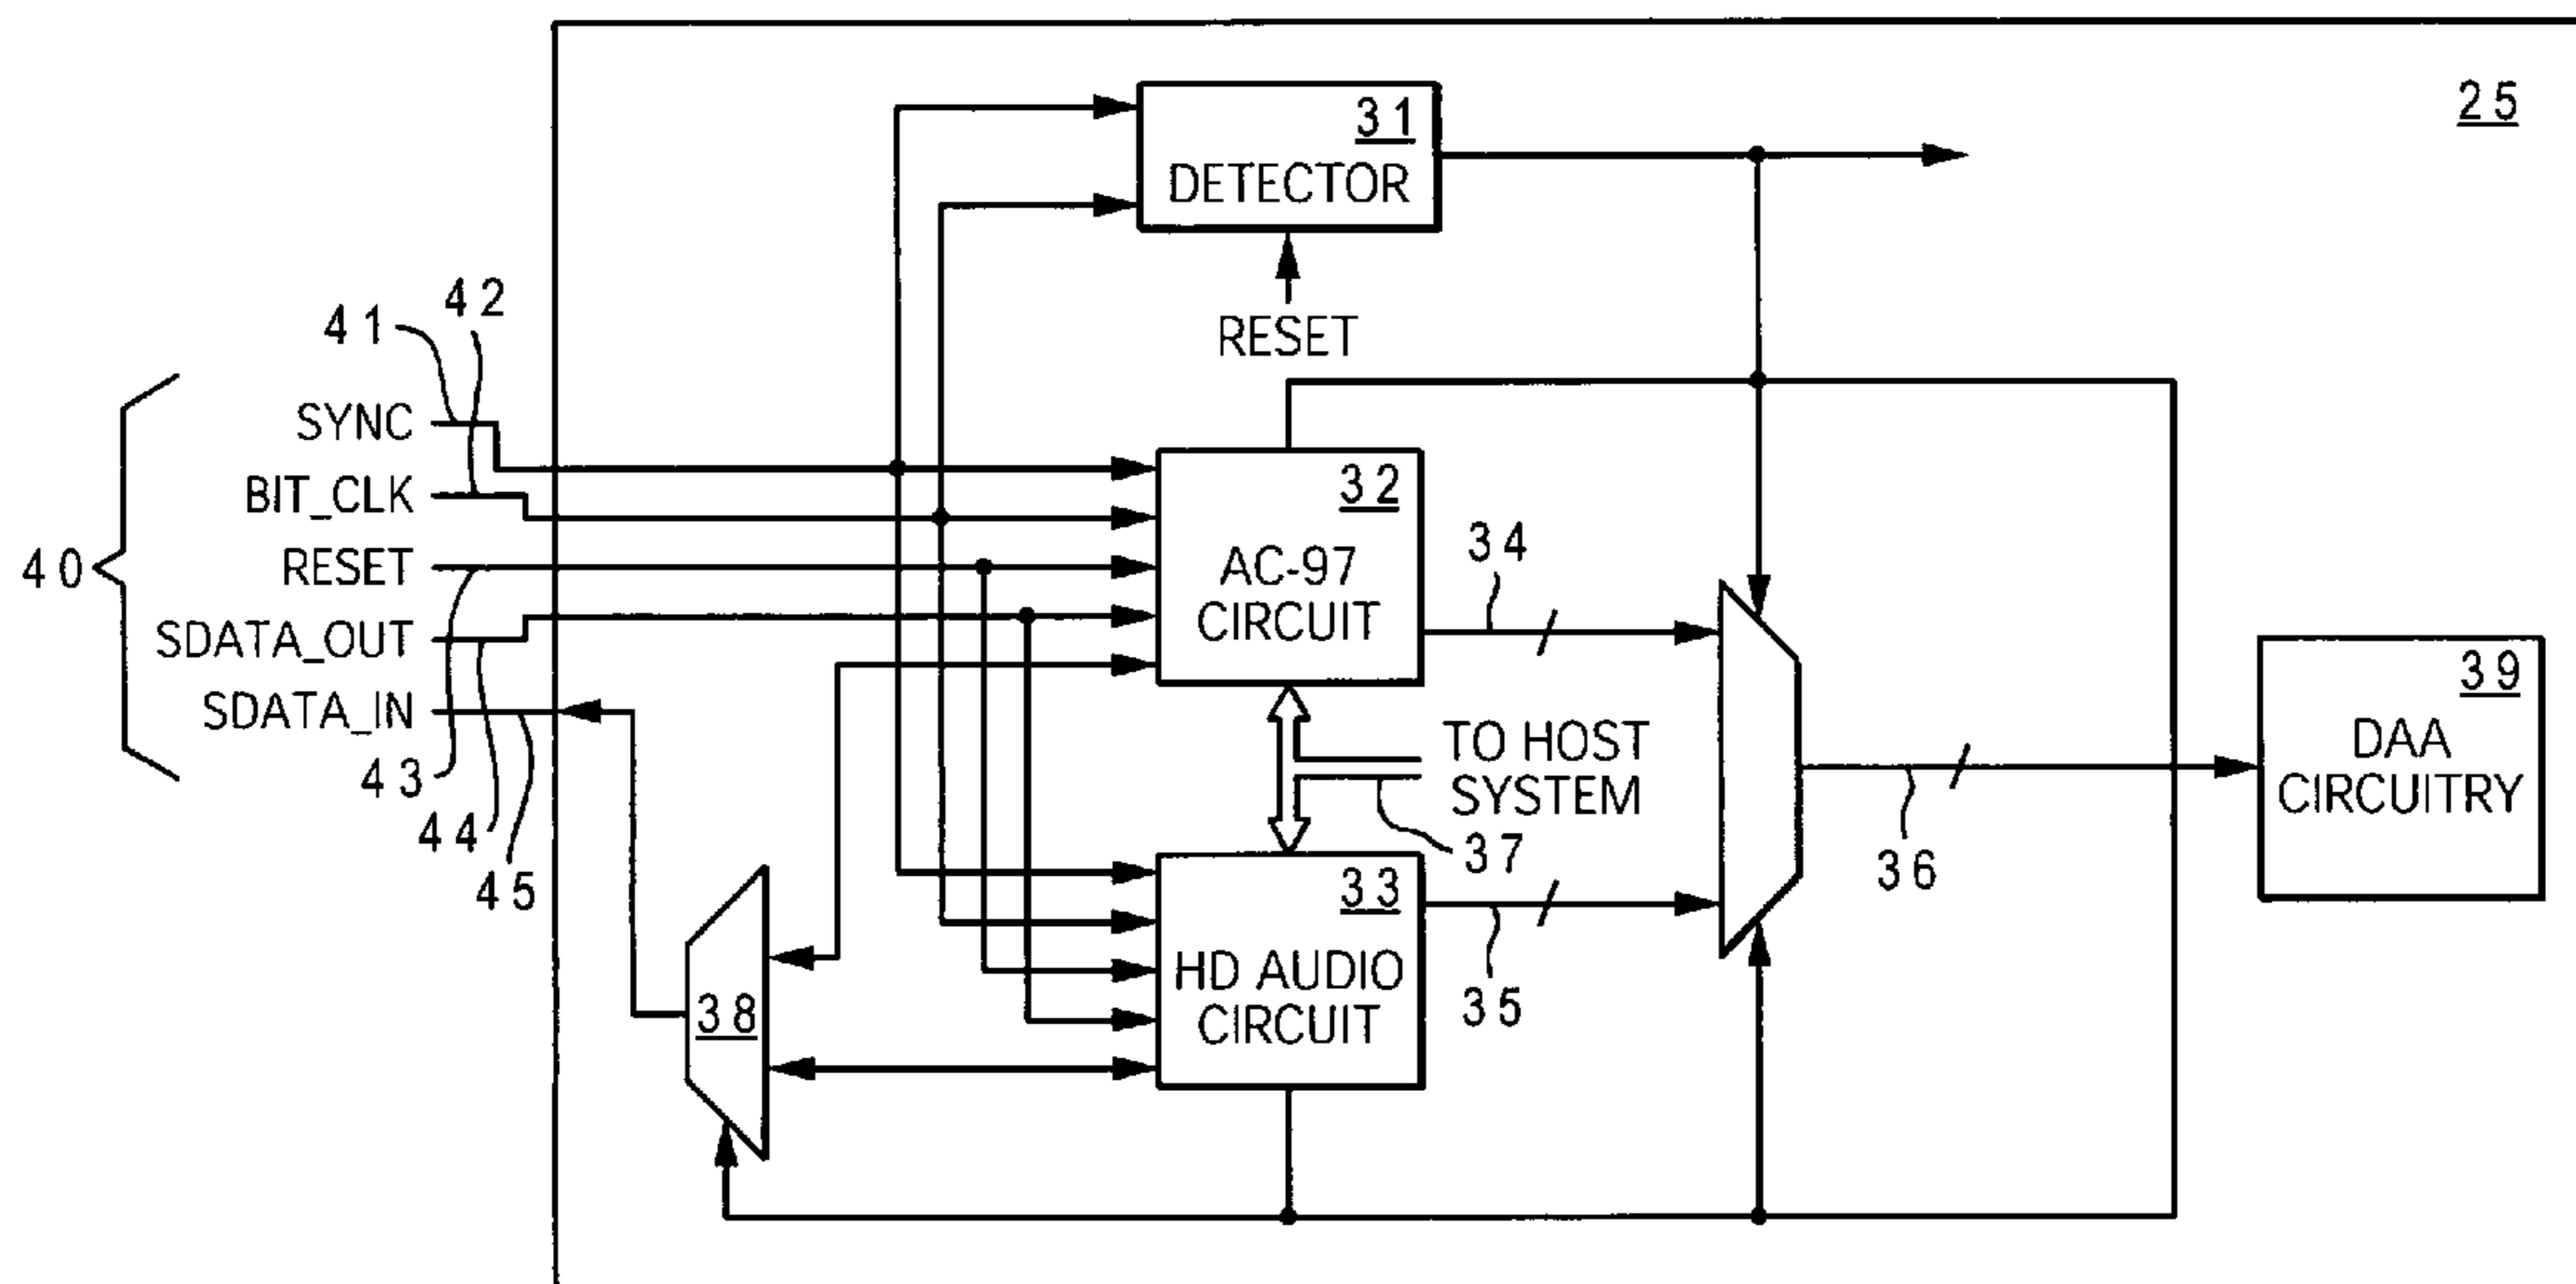 25
31
DETECTOR
RESET
42
41
SYNC
BIT_CLK
RESET
SDATA_OUT
SDATA_IN
40
43
44
45
32
AC-97
CIRCUIT
34
TO HOST
SYSTEM
37
33
HD AUDIO
CIRCUIT
35
36
38
39
DAA
CIRCUITRY